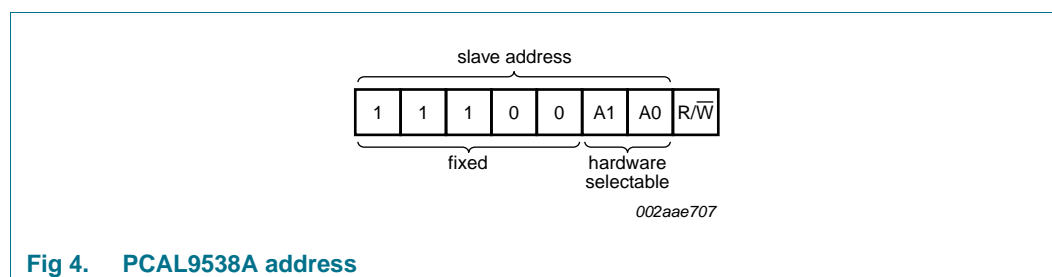 slave address
1 1 1 0 0 A1 A0 R/W̅
fixed hardware
selectable
002aae707
Fig 4. PCAL9538A address